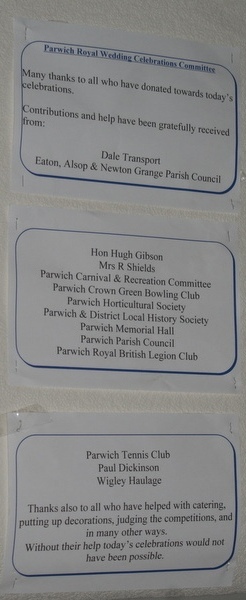 Parwich Royal Wedding Celebrations Committee
Many thanks to all who have donated towards today's
celebrations.
Contributions and help have been gratefully received
from:
Dale Transport
Eaton, Alsop & Newton Grange Parish Council
Hon Hugh Gibson
Mrs R Shields
Parwich Carnival & Recreation Committee
Parwich Crown Green Bowling Club
Parwich Horticultural Society
Parwich & District Local History Society
Parwich Memorial Hall
Parwich Parish Council
Parwich Royal British Legion Club
Parwich Tennis Club
Paul Dickinson
Wigley Haulage
Thanks also to all who have helped with catering,
putting up decorations, judging the competitions, and
in many other ways.
Without their help today's celebrations would not
have been possible.